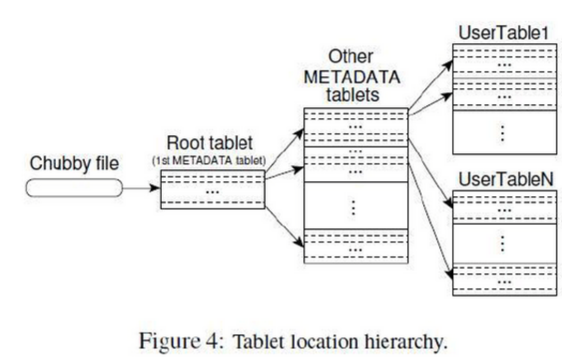 UserTable1
Other
METADATA
tablets
Root tablet
(1st METADATA tablet)
Chubby file
UserTableN
...
...
...
...
...
...
...
...
Figure 4: Tablet location hierarchy.